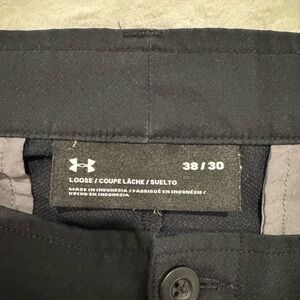 38 / 30
LOOSE / COUPE LÂCHE / SUELTO
MADE IN INDONESIA / FABRIQUÉ EN INDONÉSIE /
HECHO EN INDONESIA